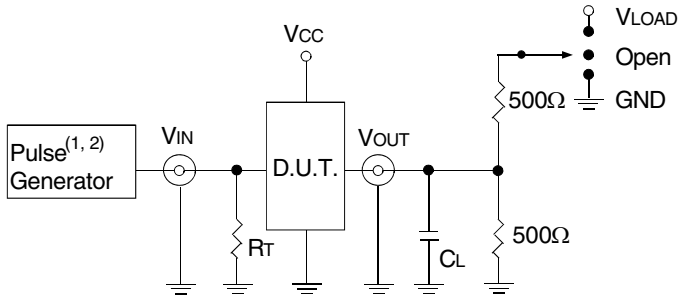 VLOAD
Open
GND
VCC
500Ω
Pulse(1, 2)
Generator
VIN
D.U.T.
VOUT
RT
CL
500Ω